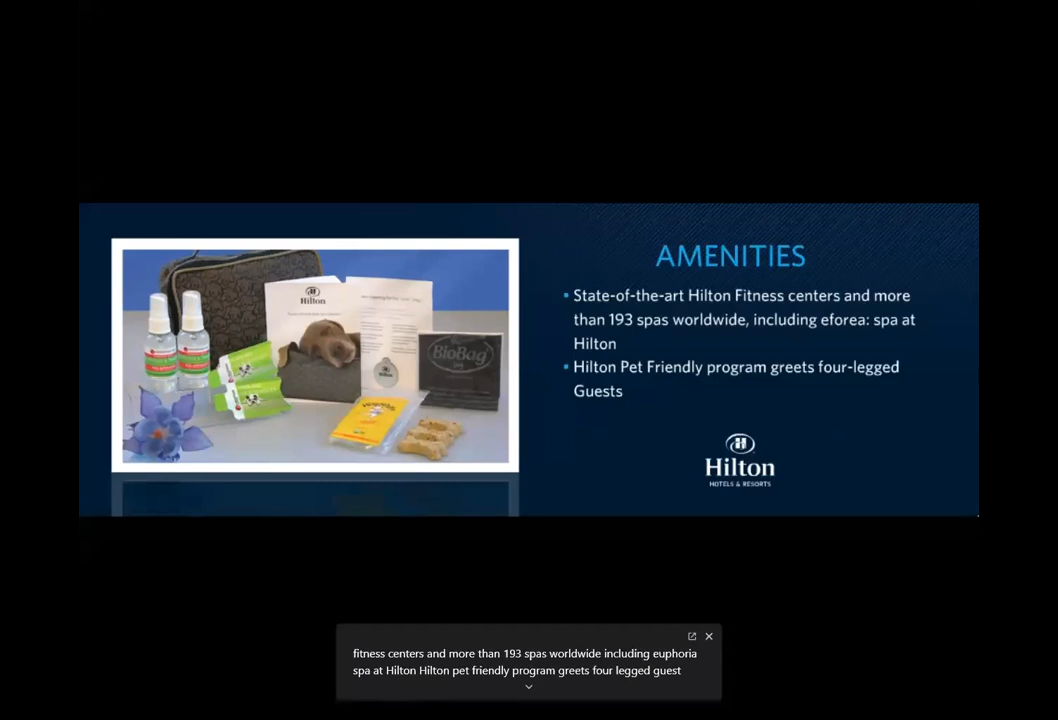 AMENITIES
▪ State-of-the-art Hilton Fitness centers and more
than 193 spas worldwide, including eforea: spa at
Hilton
▪ Hilton Pet Friendly program greets four-legged
Guests
Hilton
HOTELS & RESORTS
Hilton
BioBag
fitness centers and more than 193 spas worldwide including euphoria
spa at Hilton Hilton pet friendly program greets four legged guest